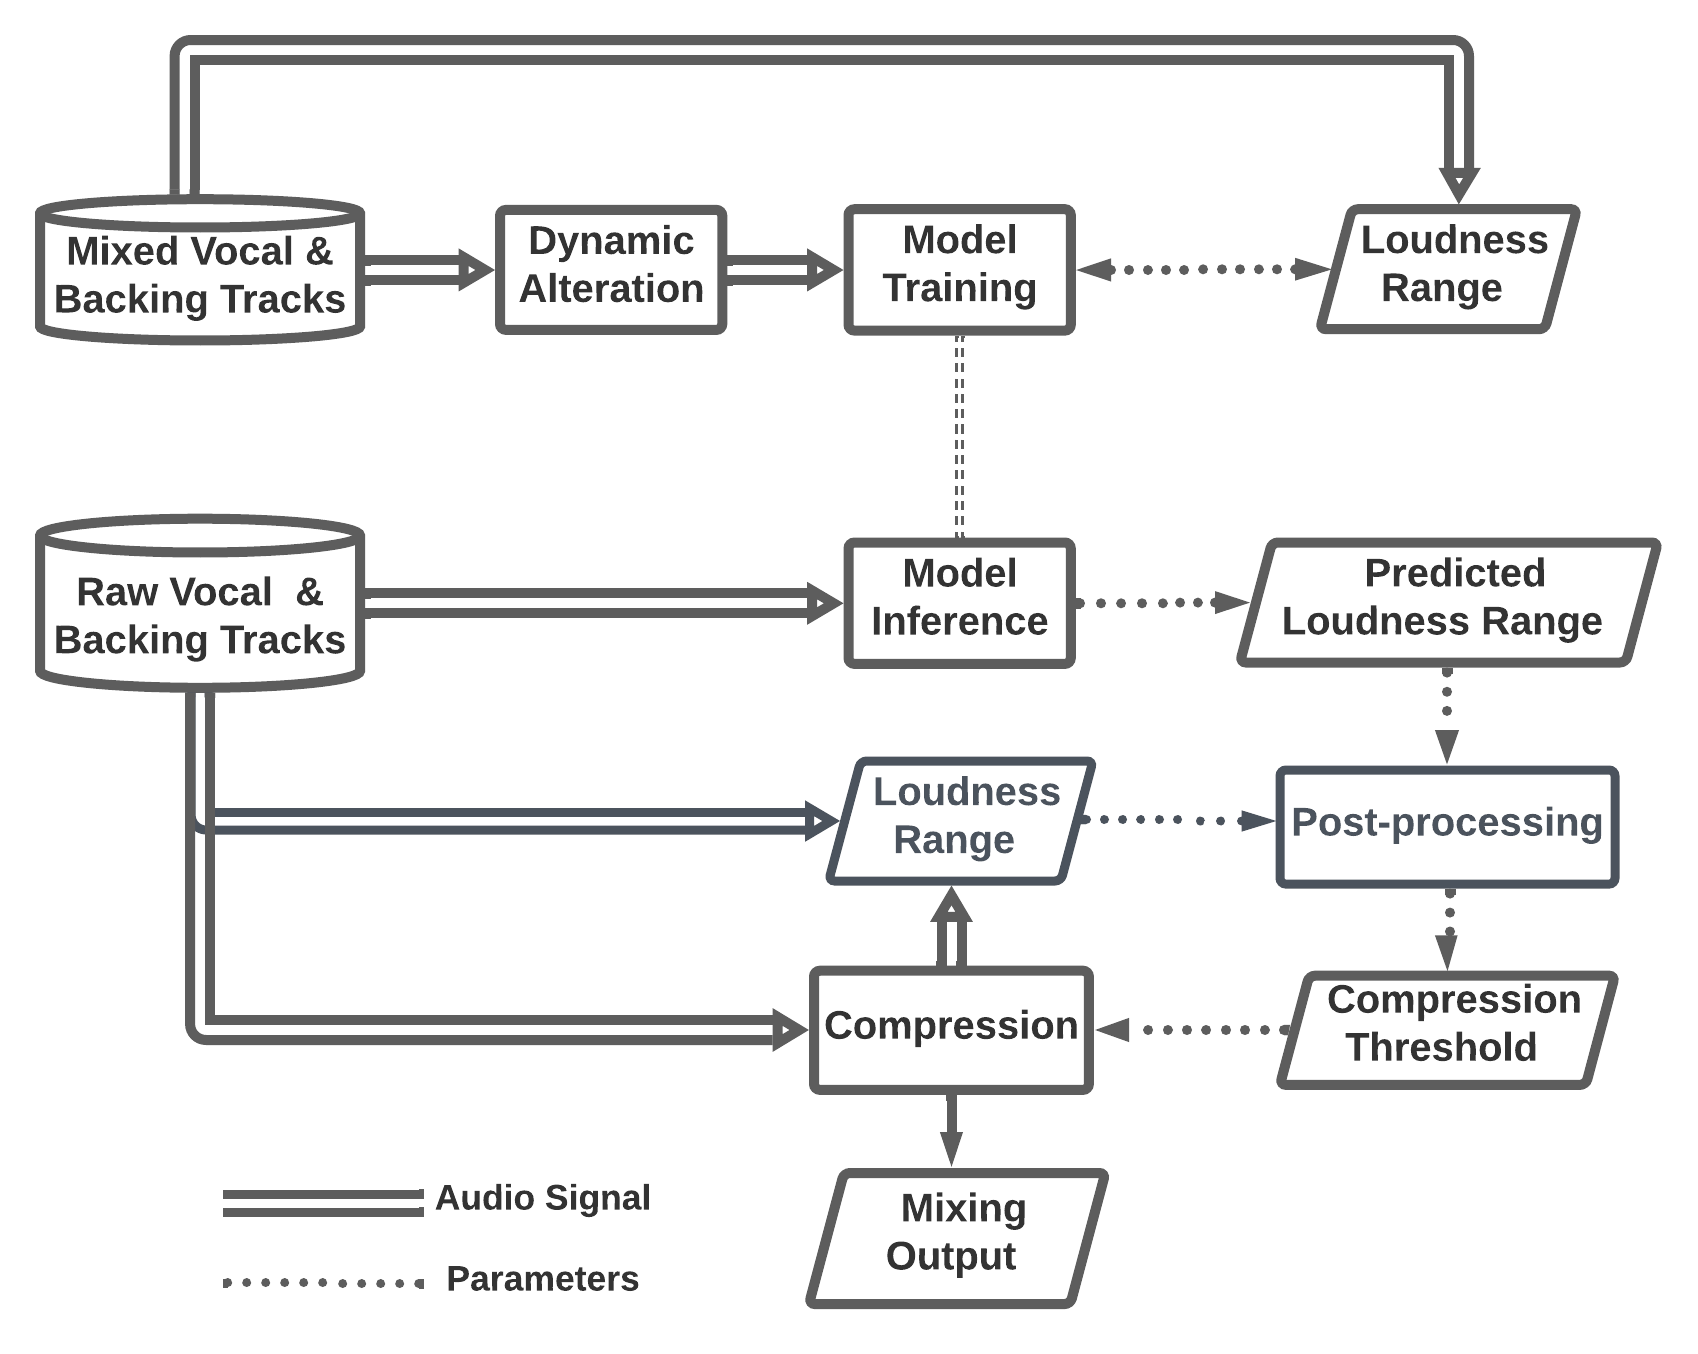 Mixed Vocal &
Backing Tracks
Dynamic
Alteration
Model
Training
Loudness
Range
Raw Vocal  &
Backing Tracks
Model
Inference
Predicted
Loudness Range
Loudness
Range
Post-processing
Compression
Compression
Threshold
Mixing
Output
Audio Signal
Parameters